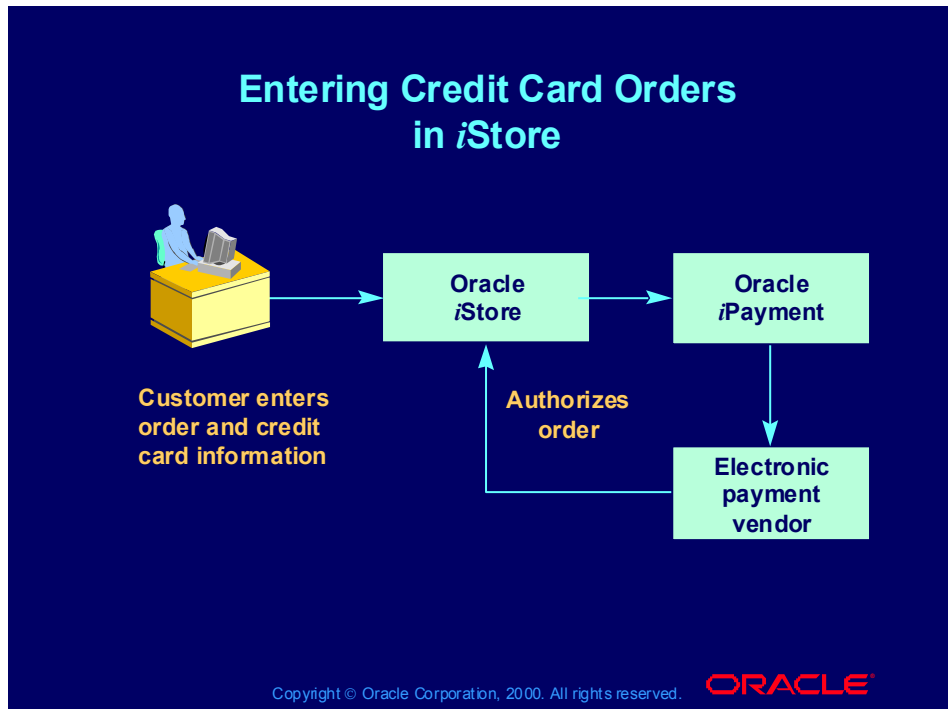 Entering Credit Card Orders
in iStore
Oracle
iStore
Oracle
iPayment
Customer enters
order and credit
card information
Authorizes
order
Electronic
payment
vendor
Copyright © Oracle Corporation, 2000. All rights reserved.
ORACLE®